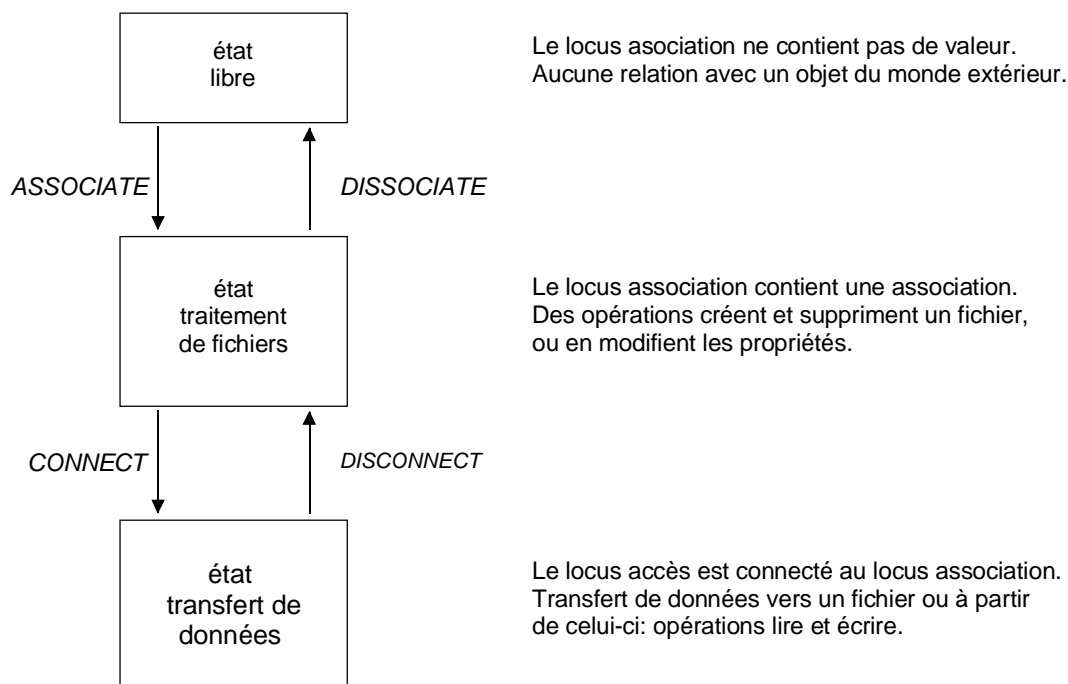 état
libre
Le locus asociation ne contient pas de valeur.
Aucune relation avec un objet du monde extérieur.
ASSOCIATE
DISSOCIATE
état
traitement
de fichiers
Le locus association contient une association.
Des opérations créent et suppriment un fichier,
ou en modifient les propriétés.
CONNECT
DISCONNECT
état
transfert de
données
Le locus accès est connecté au locus association.
Transfert de données vers un fichier ou à partir
de celui-ci: opérations lire et écrire.